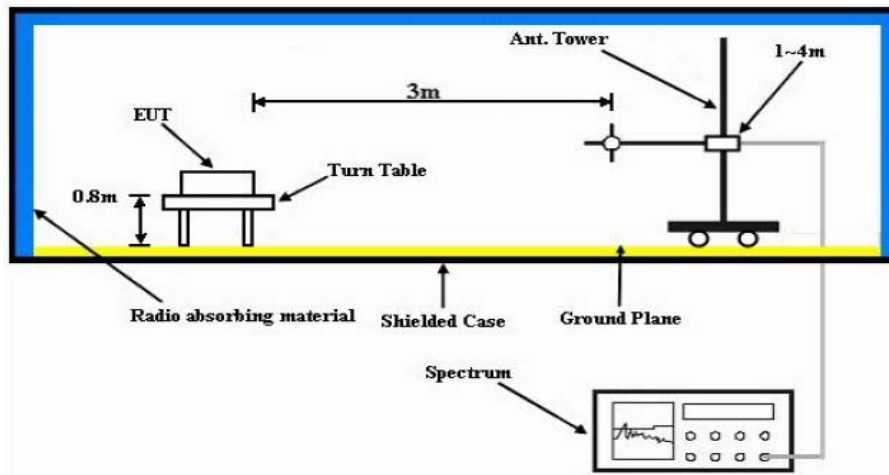 Ant. Tower
1~4m
3m
EUT
Turn Table
0.8m
Radio absorbing material
Shielded Case
Ground Plane
Spectrum